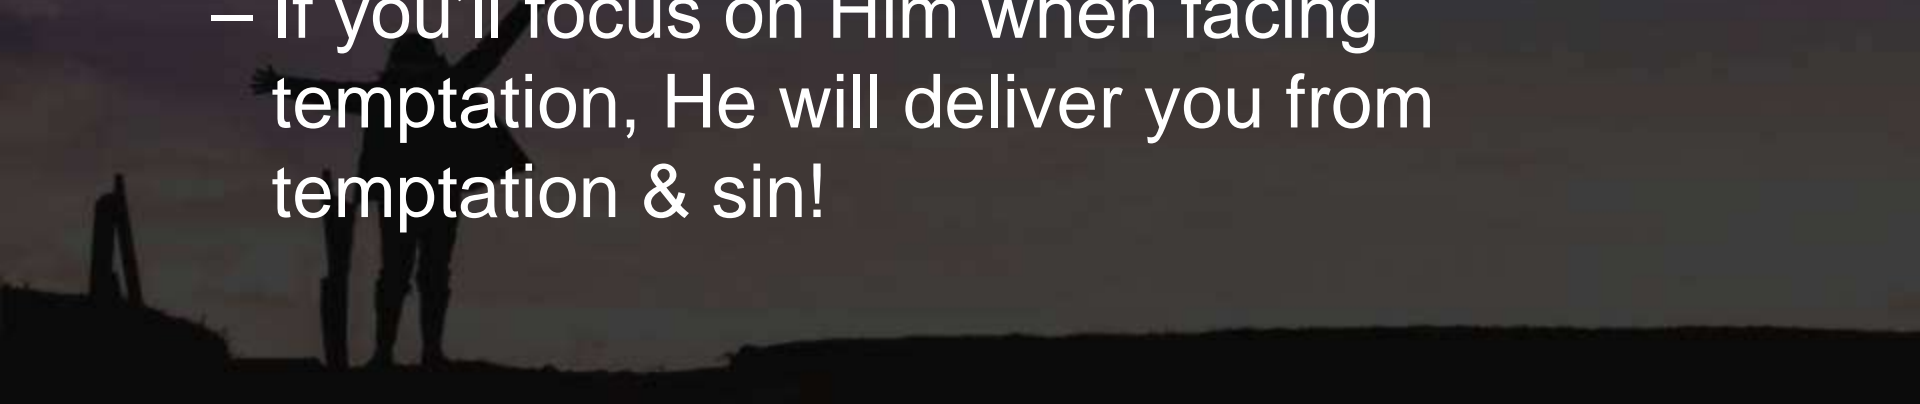 – If you'll focus on Him when facing
temptation, He will deliver you from
temptation & sin!